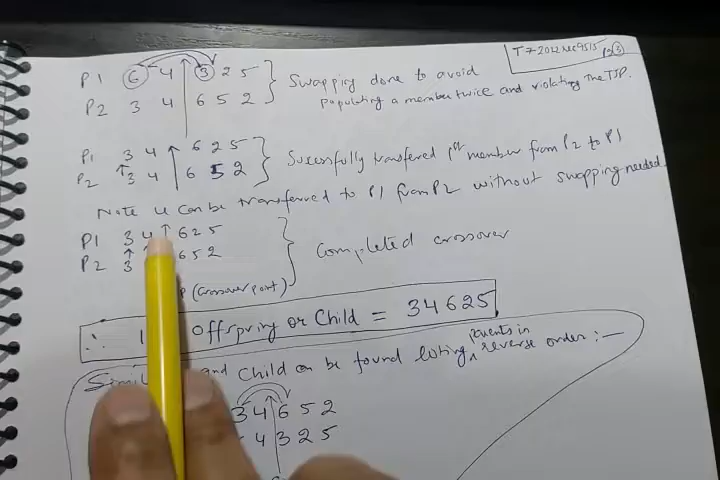 P1 6 4 3 2 5
P2 3 4 6 5 2
Swapping done to avoid
populating a member twice and violating the TSP.
P1 3 4 6 2 5
P2 3 4 6 5 2
Sucessfully transferred 1st member from P2 to P1
Note 4 can be transferred to P1 from P2 without swapping needed.
P1 3 4 6 2 5
P2 3 6 5 2
Completed crossover
(crossover point)
∴ 1 Offspring or Child = 34625
and Child can be found listing parents in reverse order :—
3 4 6 5 2
4 3 2 5